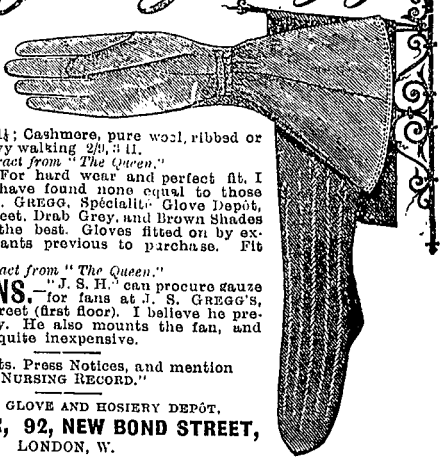 ; Cashmere, pure wool, ribbed or
vy walking 2/9, 3/11.
ract from "The Queen."
For hard wear and perfect fit, I
have found none equal to those
. GREGG, Spécialité Glove Depôt,
eet. Drab Grey, and Brown Shades
the best. Gloves fitted on by ex-
ants previous to purchase. Fit
act from "The Queen."
NS.—"J. S. H." can procure gauze
for fans at J. S. GREGG'S,
reet (first floor). I believe he pre-
y. He also mounts the fan, and
quite inexpensive.
ts. Press Notices, and mention
NURSING RECORD."
GLOVE AND HOSIERY DEPÔT,
, 92, NEW BOND STREET,
LONDON, W.